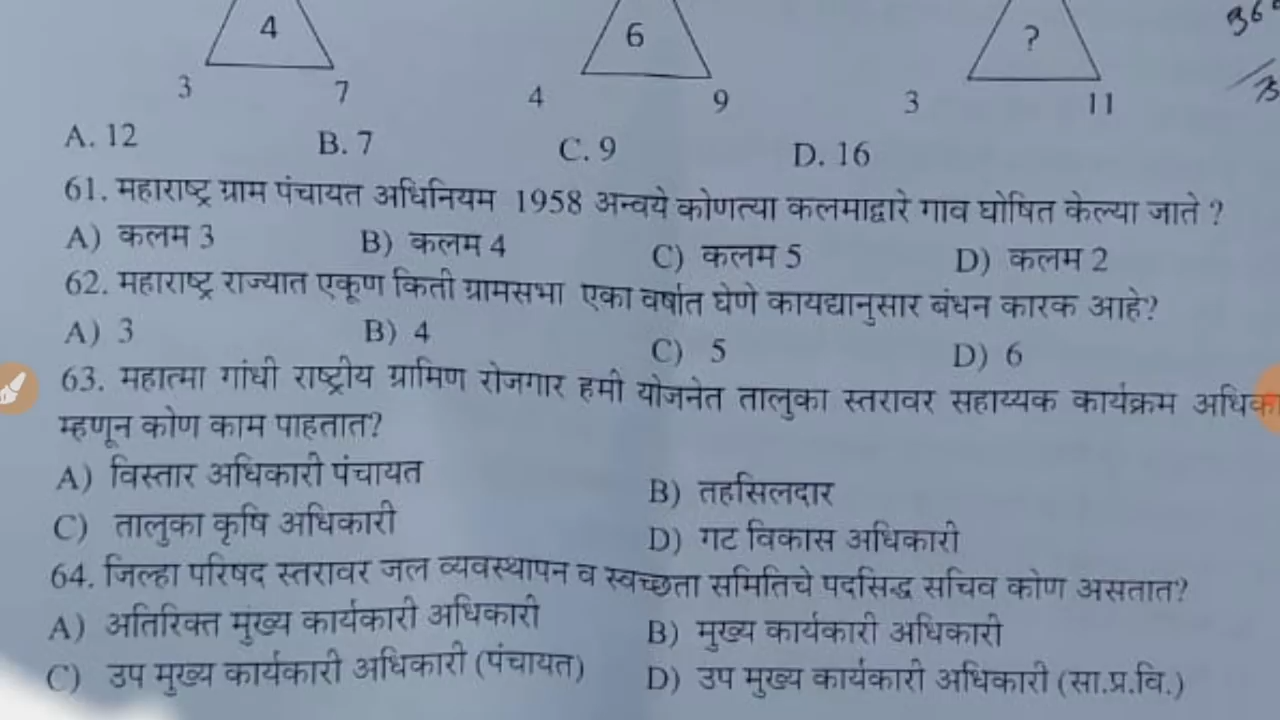 4 6 ?
3 7 4 9 3 11
A. 12 B. 7 C. 9 D. 16
61. महाराष्ट्र ग्राम पंचायत अधिनियम 1958 अन्वये कोणत्या कलमाद्वारे गाव घोषित केल्या जाते ?
A) कलम 3 B) कलम 4 C) कलम 5 D) कलम 2
62. महाराष्ट्र राज्यात एकूण किती ग्रामसभा एका वर्षात घेणे कायद्यानुसार बंधन कारक आहे?
A) 3 B) 4 C) 5 D) 6
63. महात्मा गांधी राष्ट्रीय ग्रामिण रोजगार हमी योजनेत तालुका स्तरावर सहाय्यक कार्यक्रम
म्हणून कोण काम पाहतात?
A) विस्तार अधिकारी पंचायत B) तहसिलदार
C) तालुका कृषि अधिकारी D) गट विकास अधिकारी
64. जिल्हा परिषद स्तरावर जल व्यवस्थापन व स्वच्छता समितिचे पदसिद्ध सचिव कोण असतात?
A) अतिरिक्त मुख्य कार्यकारी अधिकारी B) मुख्य कार्यकारी अधिकारी
C) उप मुख्य कार्यकारी अधिकारी (पंचायत) D) उप मुख्य कार्यकारी अधिकारी (सा.प्र.वि.)